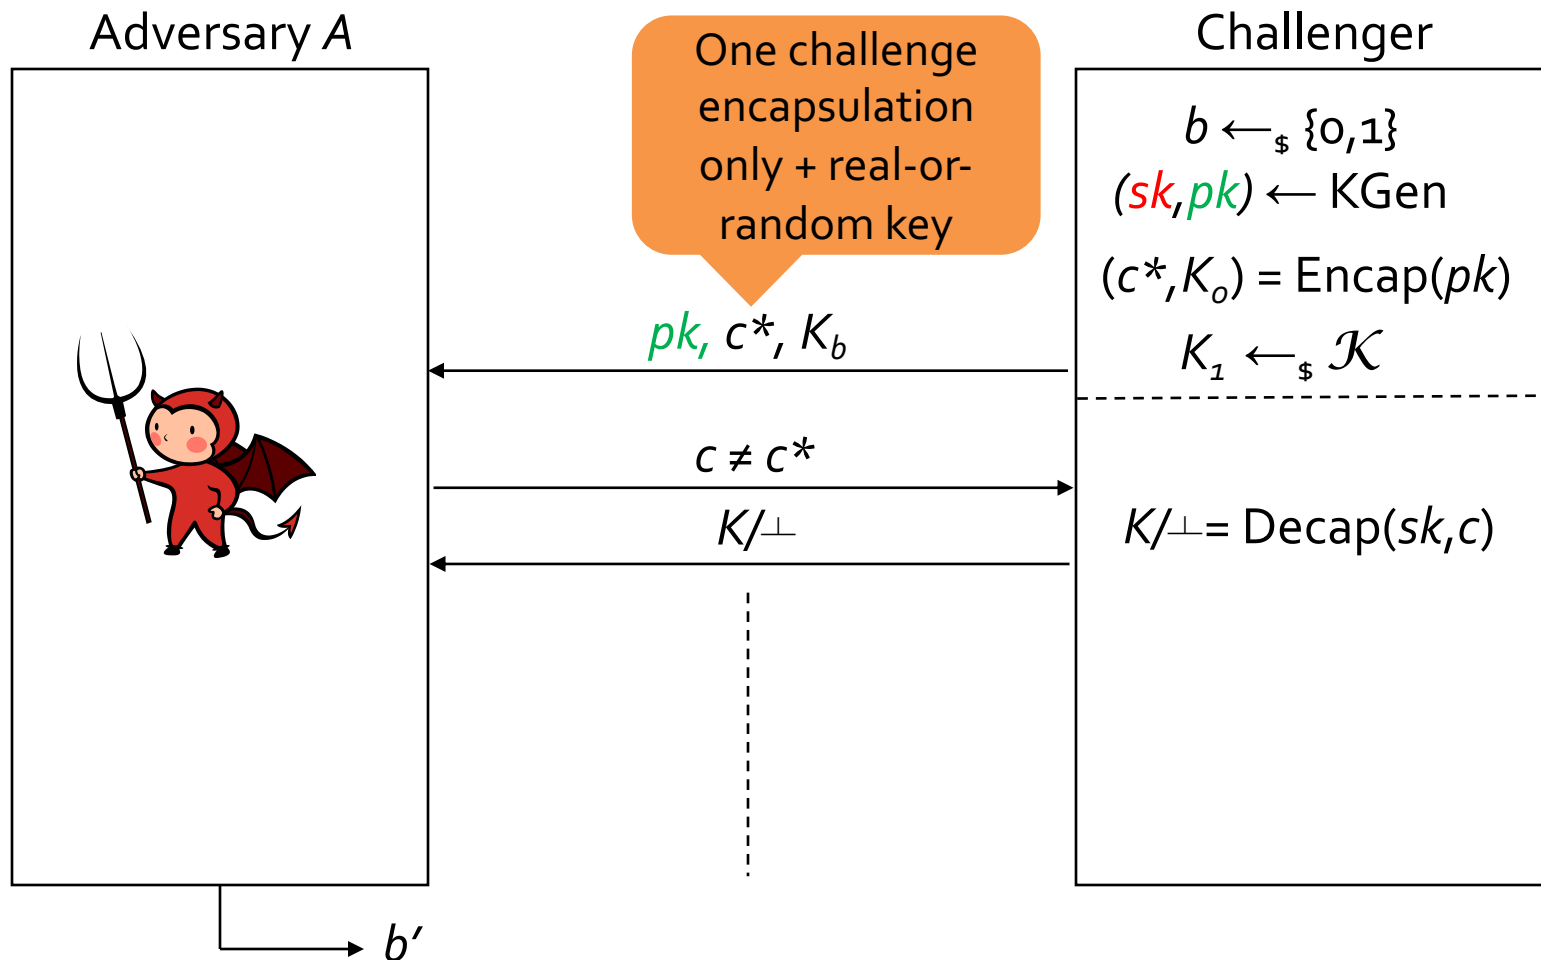 Adversary A
One challenge
encapsulation
only + real-or-
random key
Challenger
b ←$ {0,1}
(sk,pk) ← KGen
(c*,K₀) = Encap(pk)
K₁ ←$ 𝒦
pk, c*, K_b
c ≠ c*
K/⊥
K/⊥= Decap(sk,c)
b′